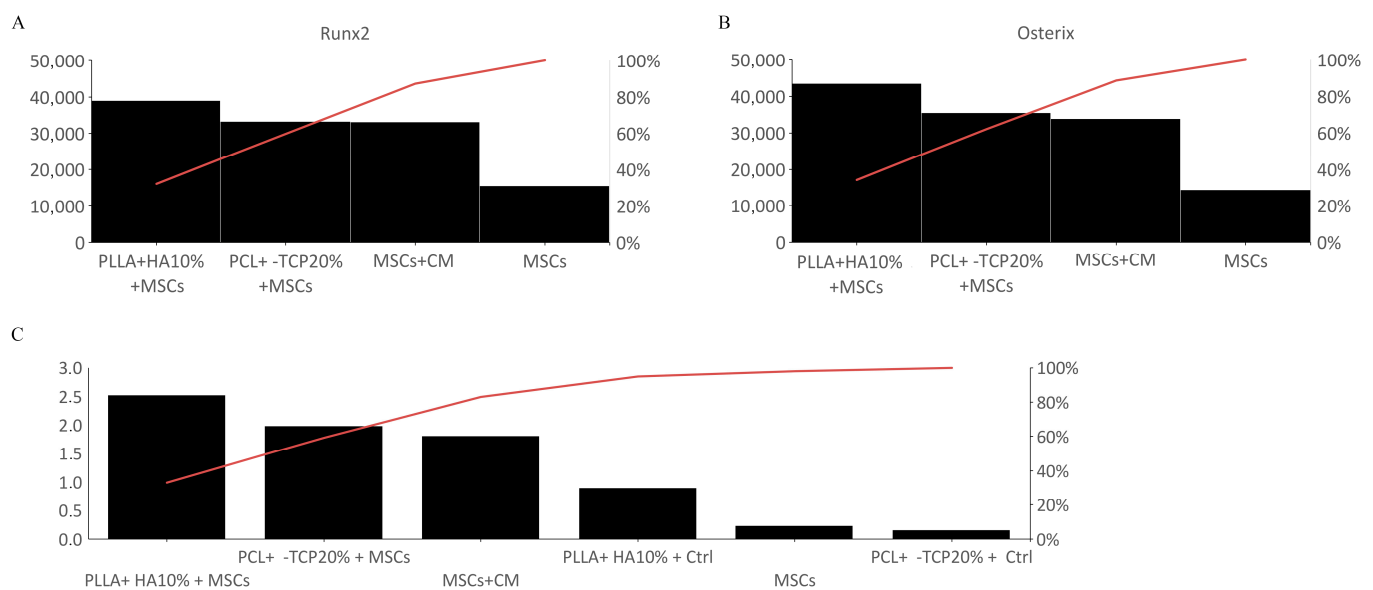 A
Runx2
50,000
40,000
30,000
20,000
10,000
0
100%
80%
60%
40%
20%
0%
PLLA+HA10%
+MSCs
PCL+ -TCP20%
+MSCs
MSCs+CM
MSCs
B
Osterix
50,000
40,000
30,000
20,000
10,000
0
100%
80%
60%
40%
20%
0%
PLLA+HA10%
+MSCs
PCL+ -TCP20%
+MSCs
MSCs+CM
MSCs
C
3.0
2.5
2.0
1.5
1.0
0.5
0.0
100%
80%
60%
40%
20%
0%
PLLA+ HA10% + MSCs
PCL+ -TCP20% + MSCs
MSCs+CM
PLLA+ HA10% + Ctrl
MSCs
PCL+ -TCP20% + Ctrl